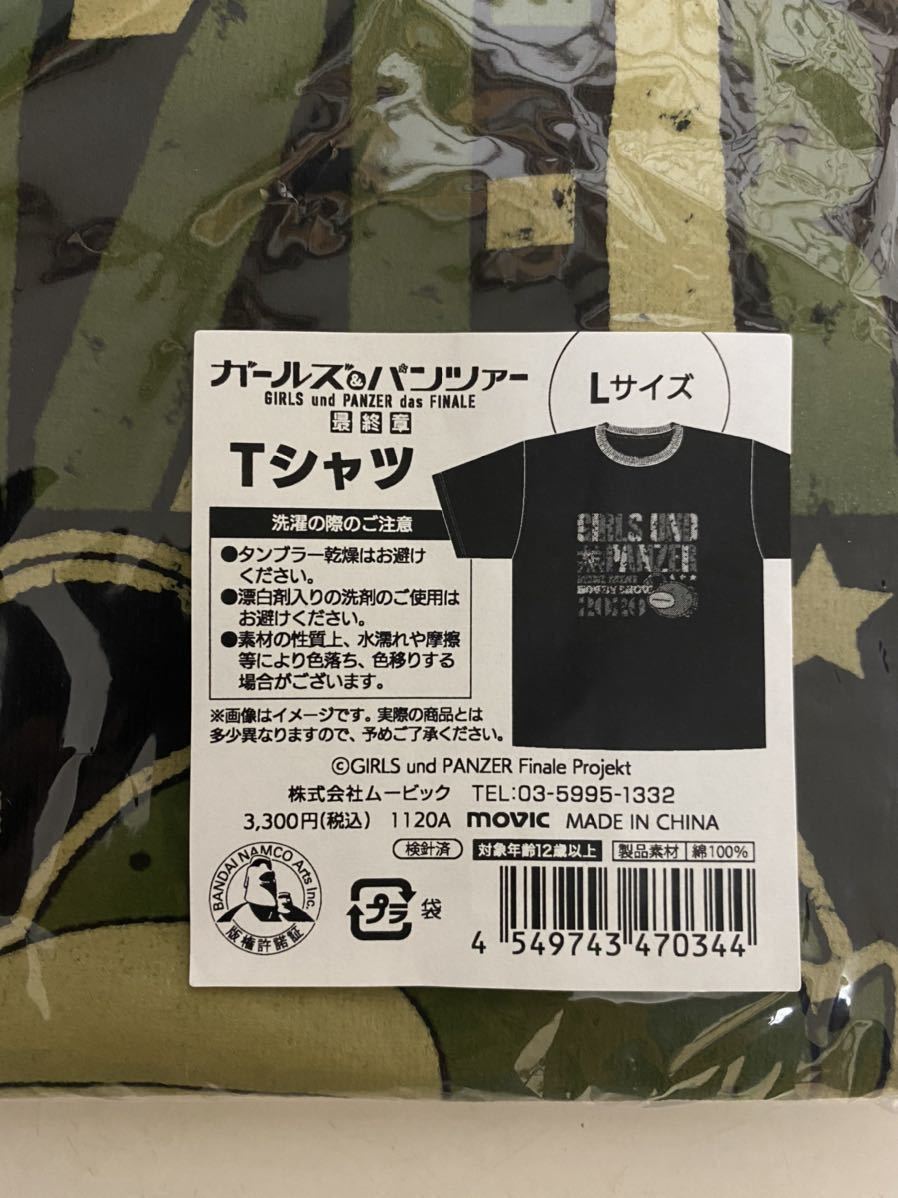 ガールズ&パンツァー
GIRLS und PANZER das FINALE
最終章
Tシャツ
Lサイズ
洗濯の際のご注意
●タンブラー乾燥はお避け
ください。
●漂白剤入りの洗剤のご使用は
お避けください。
●素材の性質上、水濡れや摩擦
等により色落ち、色移りする
場合がございます。
※画像はイメージです。実際の商品とは
多少異なりますので、予めご了承ください。
GIRLS UND
PANZER
2020
©GIRLS und PANZER Finale Projekt
株式会社ムービック TEL:03-5995-1332
3,300円(税込) 1120A movic MADE IN CHINA
検針済 対象年齢12歳以上 製品素材 綿100%
BANDAI NAMCO Arts Inc.
版権許諾証
プラ 袋
4 549743 470344